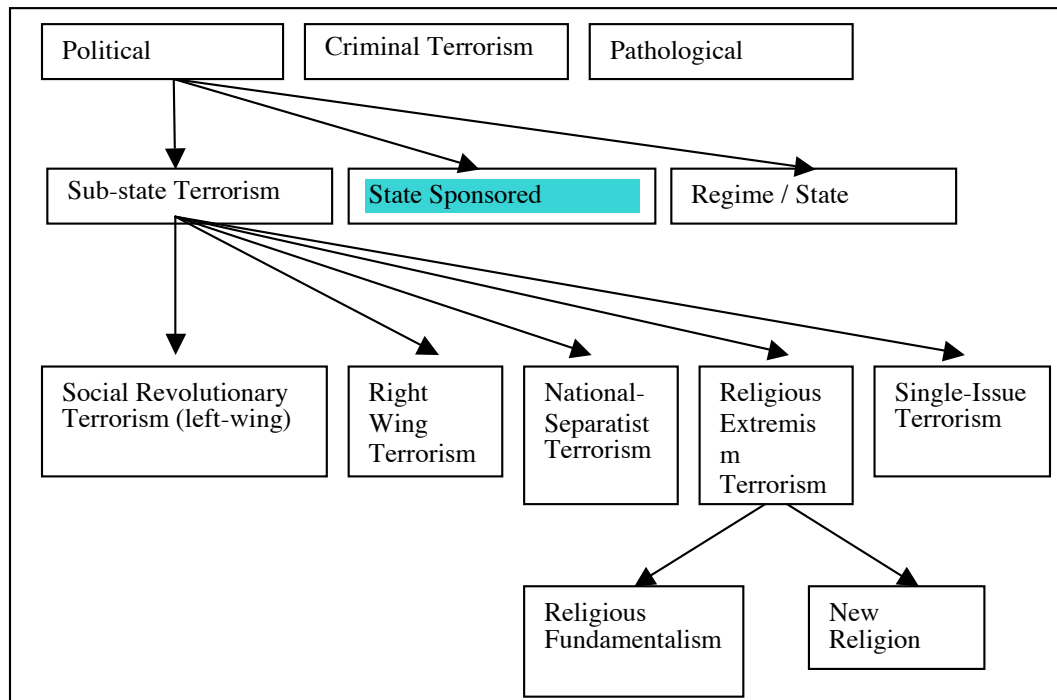 Political
Criminal Terrorism
Pathological
Sub-state Terrorism
State Sponsored
Regime / State
Social Revolutionary
Terrorism (left-wing)
Right
Wing
Terrorism
National-
Separatist
Terrorism
Religious
Extremis
m
Terrorism
Single-Issue
Terrorism
Religious
Fundamentalism
New
Religion